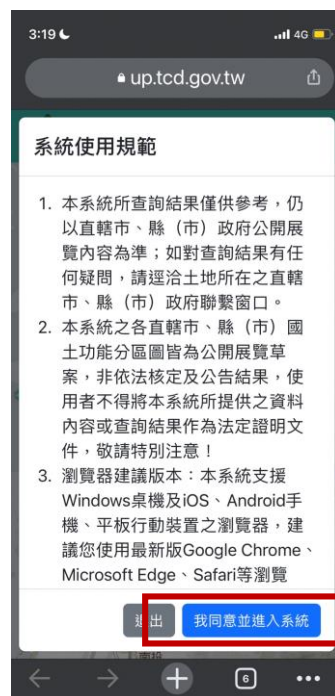 3:19
4G
up.tcd.gov.tw
系統使用規範
1. 本系統所查詢結果僅供參考，仍
以直轄市、縣（市）政府公開展
覽內容為準；如對查詢結果有任
何疑問，請逕洽土地所在之直轄
市、縣（市）政府聯繫窗口。
2. 本系統之各直轄市、縣（市）國
土功能分區圖皆為公開展覽草
案，非依法核定及公告結果，使
用者不得將本系統所提供之資料
內容或查詢結果作為法定證明文
件，敬請特別注意！
3. 瀏覽器建議版本：本系統支援
Windows桌機及iOS、Android手
機、平板行動裝置之瀏覽器，建
議您使用最新版Google Chrome、
Microsoft Edge、Safari等瀏覽
退出 我同意並進入系統
6